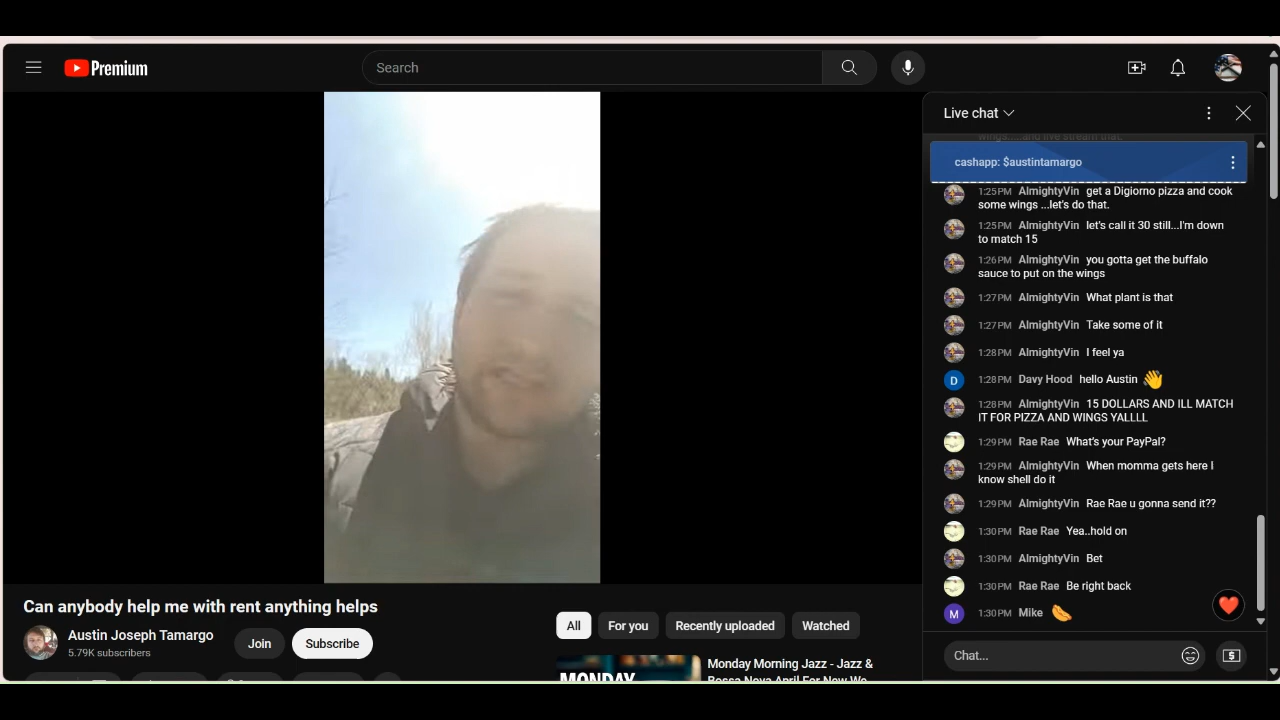 Premium
Search
Live chat
wings.....and live stream that.
cashapp: $austintamargo
1:25 PM AlmightyVin get a Digiorno pizza and cook
some wings ...let's do that.
1:25 PM AlmightyVin let's call it 30 still...I'm down
to match 15
1:26 PM AlmightyVin you gotta get the buffalo
sauce to put on the wings
1:27 PM AlmightyVin What plant is that
1:27 PM AlmightyVin Take some of it
1:28 PM AlmightyVin I feel ya
D
1:28 PM Davy Hood hello Austin 👋
1:28 PM AlmightyVin 15 DOLLARS AND ILL MATCH
IT FOR PIZZA AND WINGS YALLLL
1:29 PM Rae Rae What's your PayPal?
1:29 PM AlmightyVin When momma gets here I
know shell do it
1:29 PM AlmightyVin Rae Rae u gonna send it??
1:30 PM Rae Rae Yea..hold on
1:30 PM AlmightyVin Bet
1:30 PM Rae Rae Be right back
M
1:30 PM Mike 🌭
Chat...
Can anybody help me with rent anything helps
Austin Joseph Tamargo
5.79K subscribers
Join
Subscribe
All
For you
Recently uploaded
Watched
MONDAY
Monday Morning Jazz - Jazz &
Bossa Nova April For New We